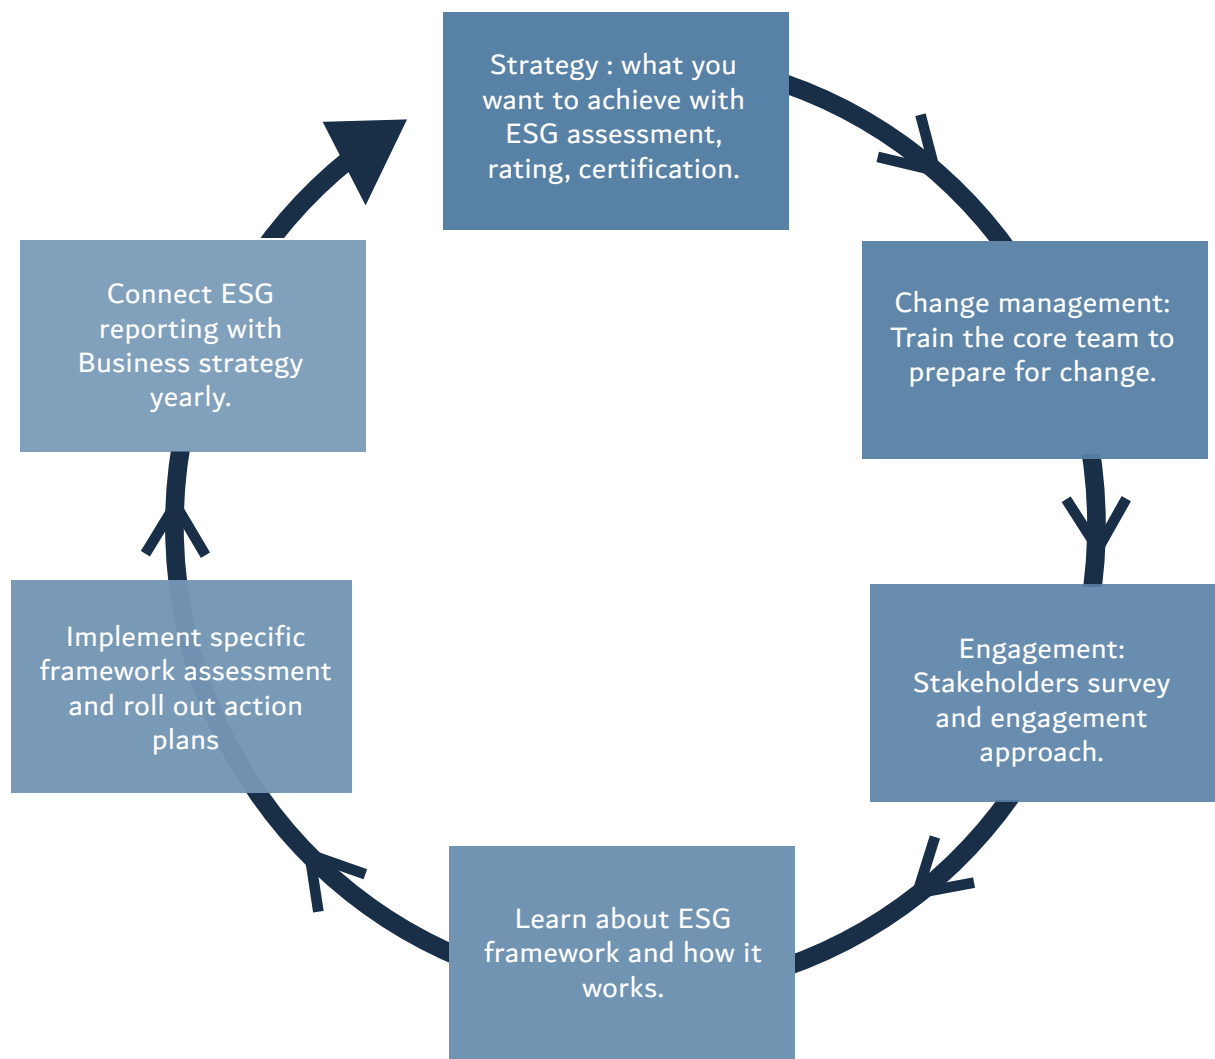 Strategy : what you
want to achieve with
ESG assessment,
rating, certification.
Change management:
Train the core team to
prepare for change.
Engagement:
Stakeholders survey
and engagement
approach.
Learn about ESG
framework and how it
works.
Implement specific
framework assessment
and roll out action
plans
Connect ESG
reporting with
Business strategy
yearly.